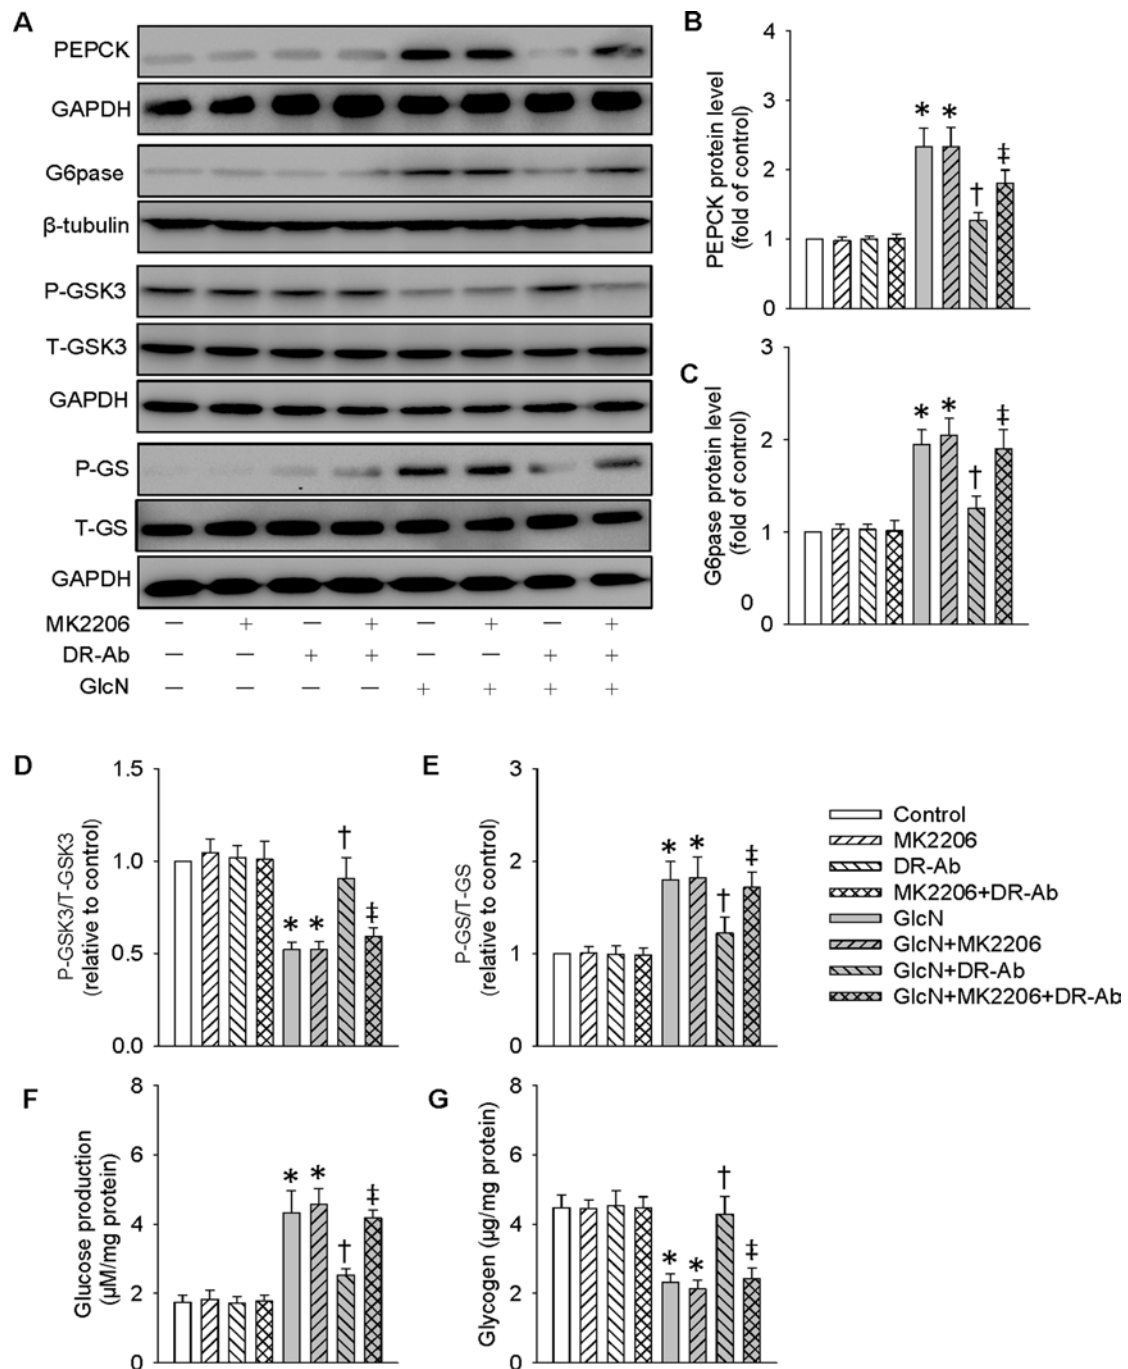 A
PEPCK
GAPDH
G6pase
β-tubulin
P-GSK3
T-GSK3
GAPDH
P-GS
T-GS
GAPDH
MK2206 — + — + — + — +
DR-Ab — — + + — — + +
GlcN — — — — + + + +
B
PEPCK protein level
(fold of control)
4
3
2
1
0
* * † ‡
C
G6pase protein level
(fold of control)
3
2
1
0
0
* * † ‡
D
P-GSK3/T-GSK3
(relative to control)
1.5
1.0
0.5
0.0
* * † ‡
E
P-GS/T-GS
(relative to control)
3
2
1
0
* * † ‡
Control
MK2206
DR-Ab
MK2206+DR-Ab
GlcN
GlcN+MK2206
GlcN+DR-Ab
GlcN+MK2206+DR-Ab
F
Glucose production
(µM/mg protein)
8
6
4
2
0
* * † ‡
G
Glycogen (µg/mg protein)
8
6
4
2
0
* * † ‡